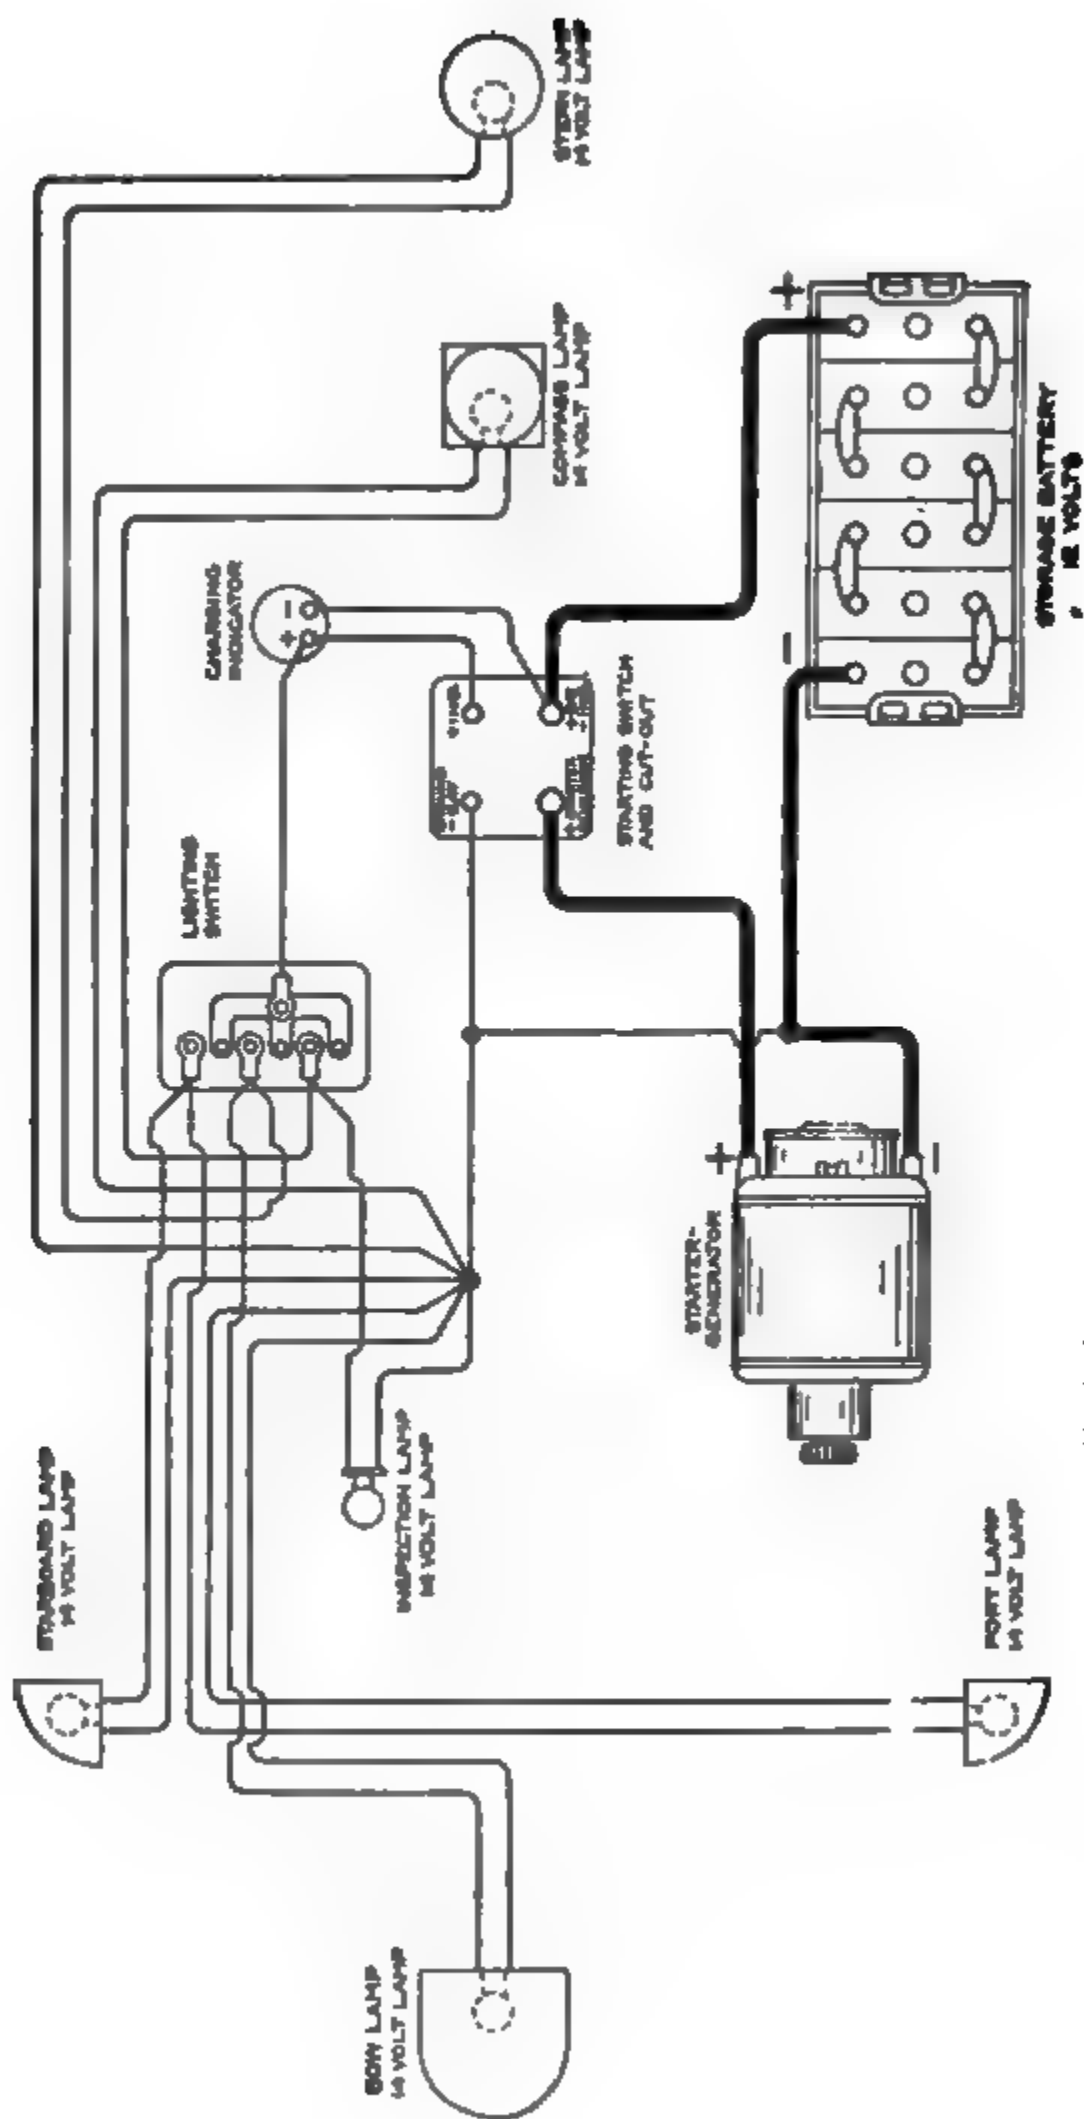 STERN LAMP
14 VOLT LAMP
COMPASS LAMP
14 VOLT LAMP
+
-
STORAGE BATTERY
12 VOLTS
CHARGING
INDICATOR
- +
STARTING SWITCH
AND CUT-OUT
LIGHTING
SWITCH
+
-
STARTER-
GENERATOR
STARBOARD LAMP
14 VOLT LAMP
INSPECTION LAMP
14 VOLT LAMP
PORT LAMP
14 VOLT LAMP
BOW LAMP
14 VOLT LAMP